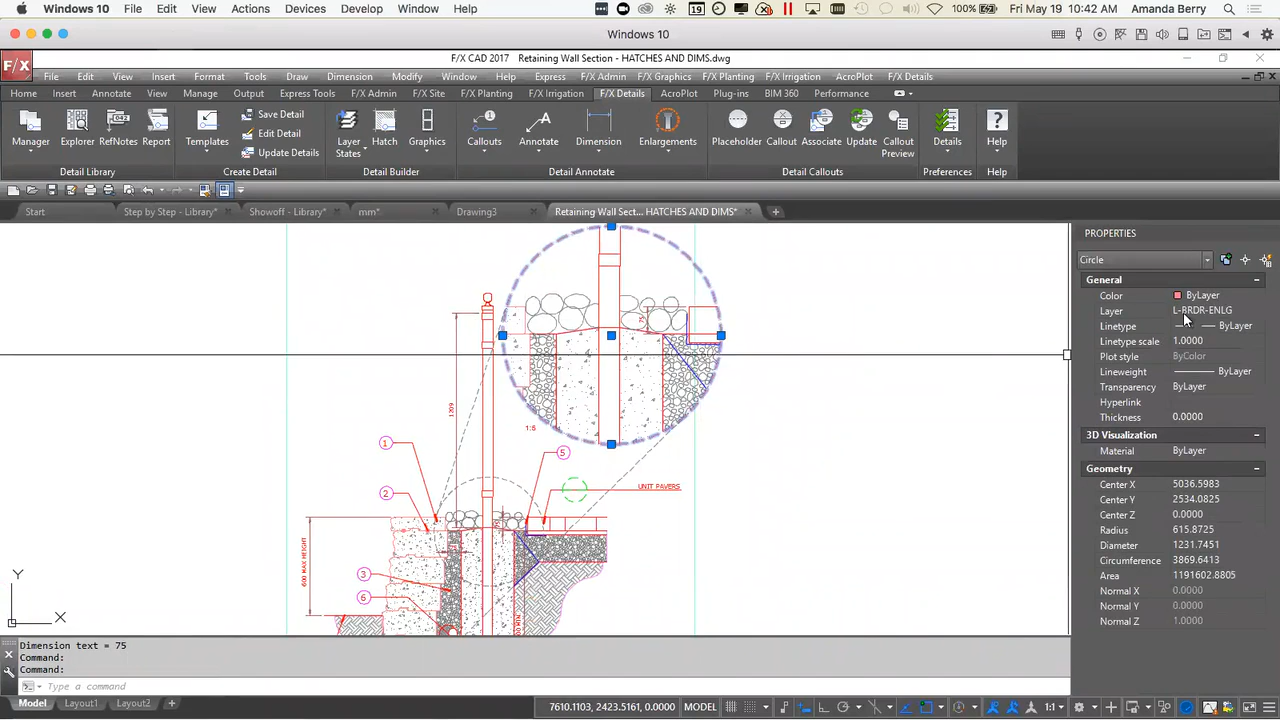 Windows 10 File Edit View Actions Devices Develop Window Help 19 100% Fri May 19 10:42 AM Amanda Berry
Windows 10
F/X F/X CAD 2017 Retaining Wall Section - HATCHES AND DIMS.dwg
File Edit View Insert Format Tools Draw Dimension Modify Window Help Express F/X Admin F/X Graphics F/X Planting F/X Irrigation AcroPlot F/X Details
Home Insert Annotate View Manage Output Express Tools F/X Admin F/X Site F/X Planting F/X Irrigation F/X Details AcroPlot Plug-ins BIM 360 Performance
Manager Explorer RefNotes Report
Templates
Save Detail
Edit Detail
Update Details
Layer States Hatch Graphics
Callouts Annotate Dimension Enlargements
Placeholder Callout Associate Update Callout Preview
Details
Help
Detail Library Create Detail Detail Builder Detail Annotate Detail Callouts Preferences Help
Start Step by Step - Library* Showoff - Library* mm* Drawing3 Retaining Wall Sect... HATCHES AND DIMS* +
PROPERTIES
Circle
General
Color ByLayer
Layer L-BRDR-ENLG
Linetype ByLayer
Linetype scale 1.0000
Plot style ByColor
Lineweight ByLayer
Transparency ByLayer
Hyperlink
Thickness 0.0000
3D Visualization
Material ByLayer
Geometry
Center X 5036.5983
Center Y 2534.0825
Center Z 0.0000
Radius 615.8725
Diameter 1231.7451
Circumference 3869.6413
Area 1191602.8805
Normal X 0.0000
Normal Y 0.0000
Normal Z 1.0000
75
1209
1:5
1
5
2
UNIT PAVERS
600 MAX HEIGHT
3
6
Y
X
Dimension text = 75
Command:
Command:
Type a command
Model Layout1 Layout2 + 7610.1103, 2423.5161, 0.0000 MODEL 1:1